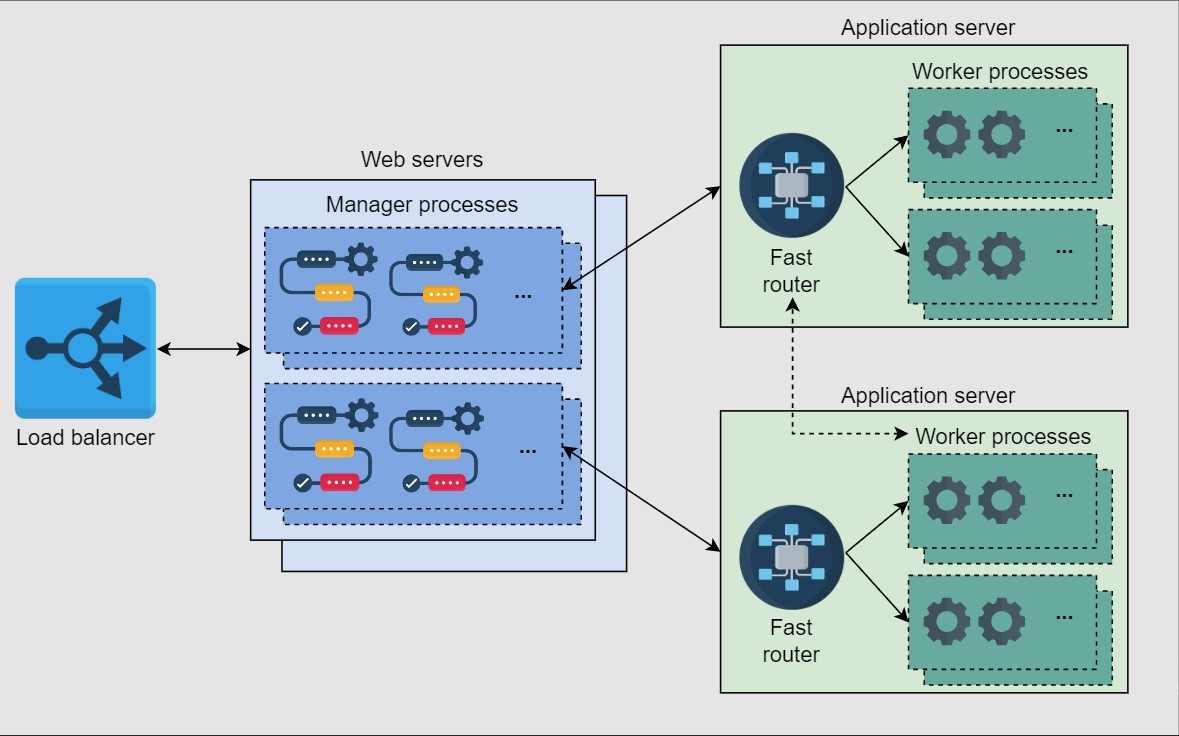 Load balancer
Web servers
Manager processes
...
...
Application server
Worker processes
...
...
Fast
router
Application server
Worker processes
...
...
Fast
router